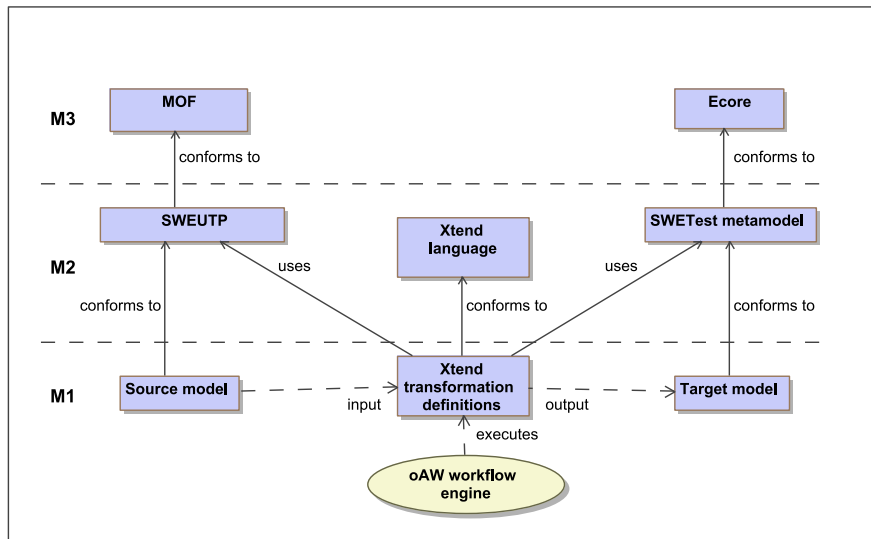 MOF
Ecore
M3
conforms to
conforms to
SWEUTP
SWETest metamodel
Xtend
language
M2
uses
uses
conforms to
conforms to
conforms to
Xtend
transformation
definitions
Source model
Target model
M1
input
output
executes
oAW workflow
engine